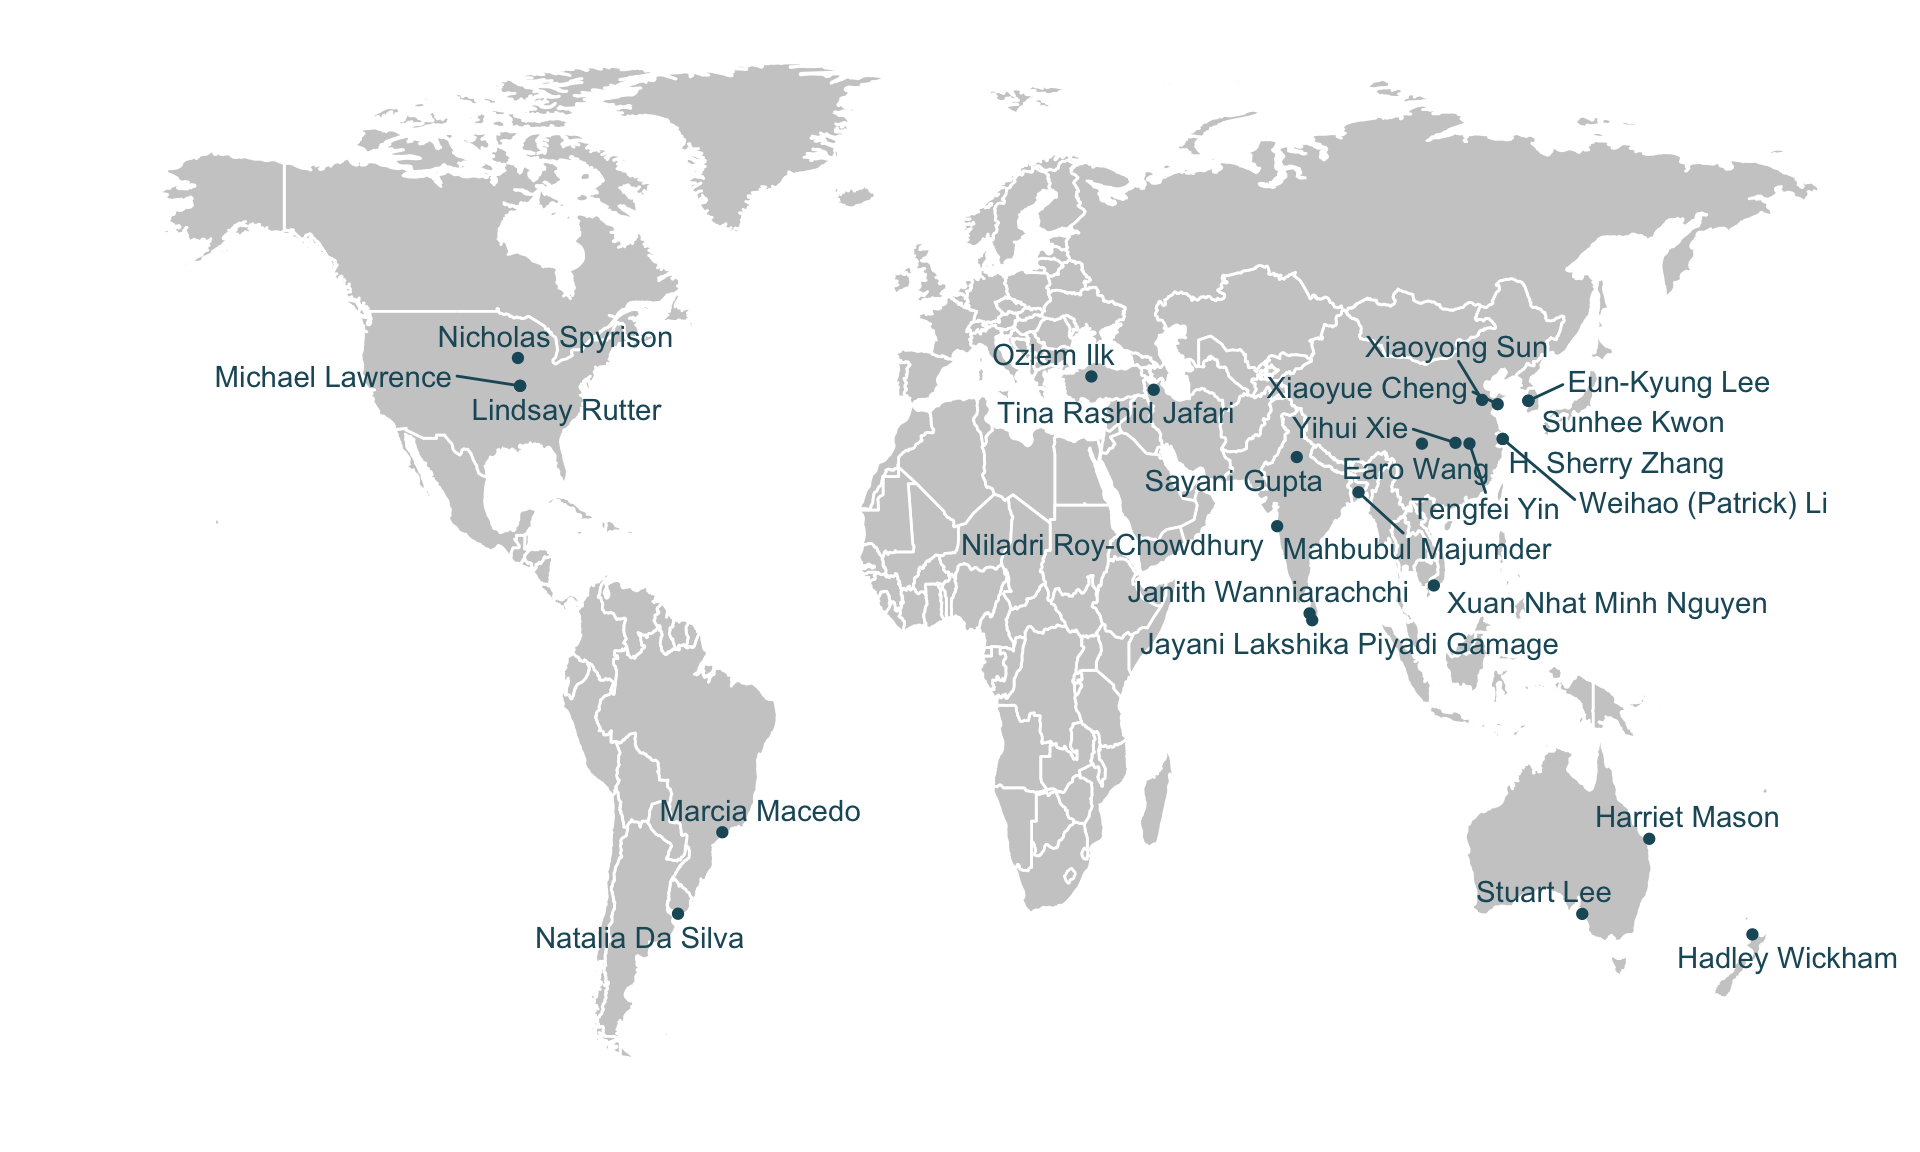 Nicholas Spyrison
Xiaoyong Sun
Ozlem Ilk
Michael Lawrence
Eun-Kyung Lee
Xiaoyue Cheng
Lindsay Rutter
Tina Rashid Jafari
Sunhee Kwon
Yihui Xie
H. Sherry Zhang
Earo Wang
Sayani Gupta
Weihao (Patrick) Li
Tengfei Yin
Niladri Roy-Chowdhury
Mahbubul Majumder
Janith Wanniarachchi
Xuan Nhat Minh Nguyen
Jayani Lakshika Piyadi Gamage
Marcia Macedo
Harriet Mason
Stuart Lee
Natalia Da Silva
Hadley Wickham